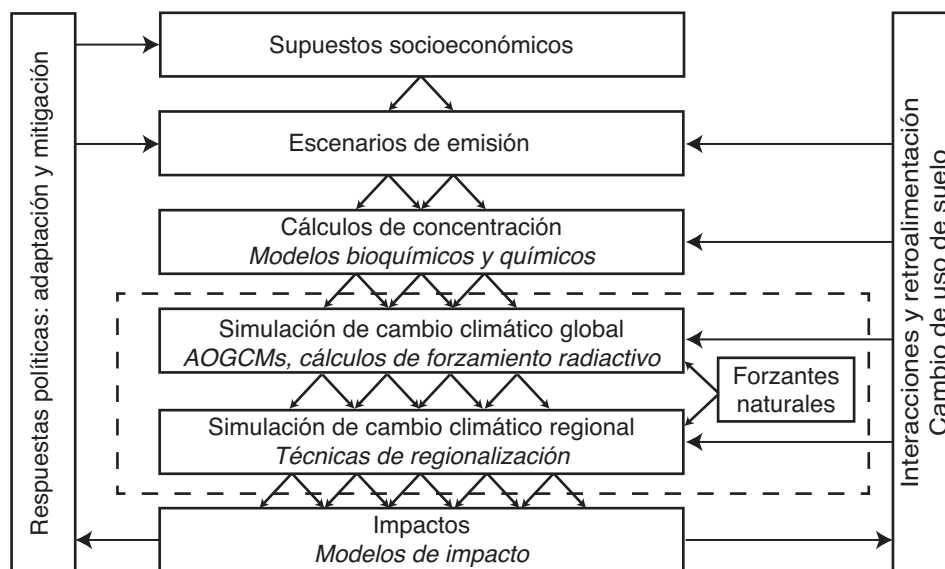 Respuestas políticas: adaptación y mitigación
Supuestos socioeconómicos
Escenarios de emisión
Cálculos de concentración
Modelos bioquímicos y químicos
Simulación de cambio climático global
AOGCMs, cálculos de forzamiento radiactivo
Forzantes
naturales
Simulación de cambio climático regional
Técnicas de regionalización
Impactos
Modelos de impacto
Interacciones y retroalimentación
Cambio de uso de suelo